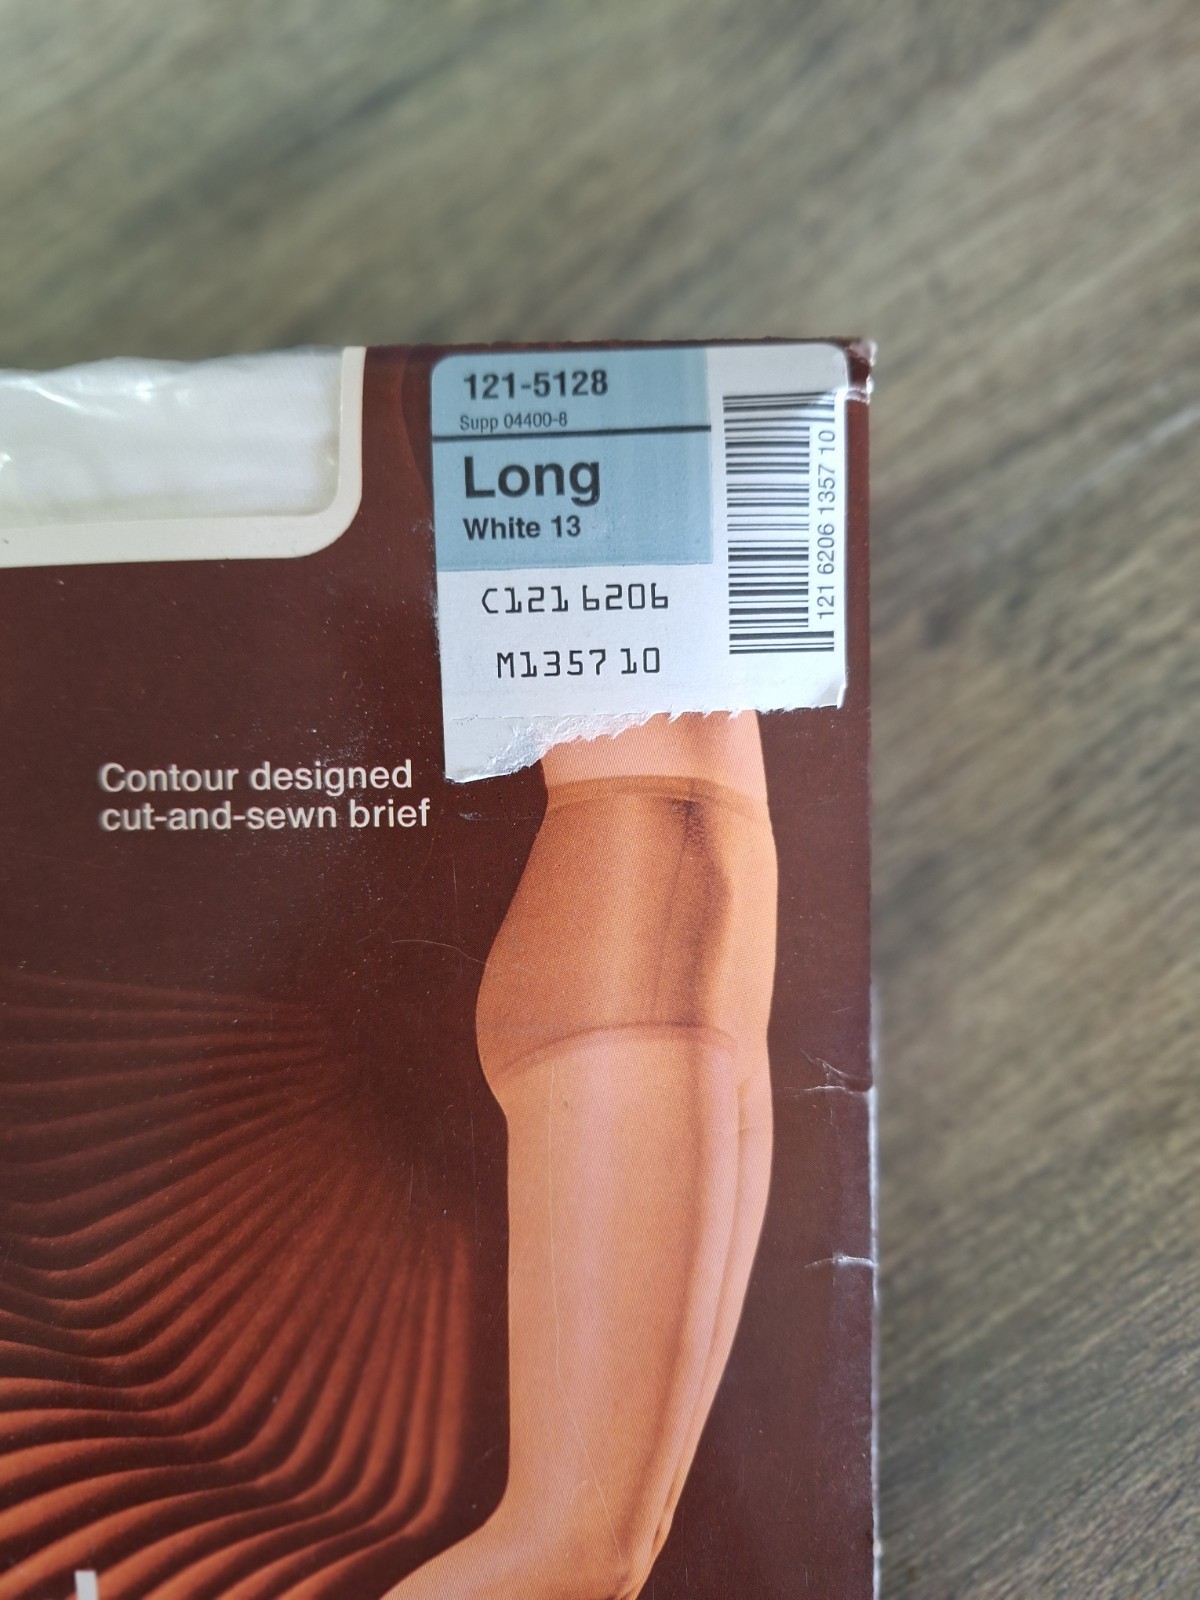 121-5128
Supp 04400-8
Long
White 13
C121 6206
M1357 10
121 6206 1357 10
Contour designed
cut-and-sewn brief